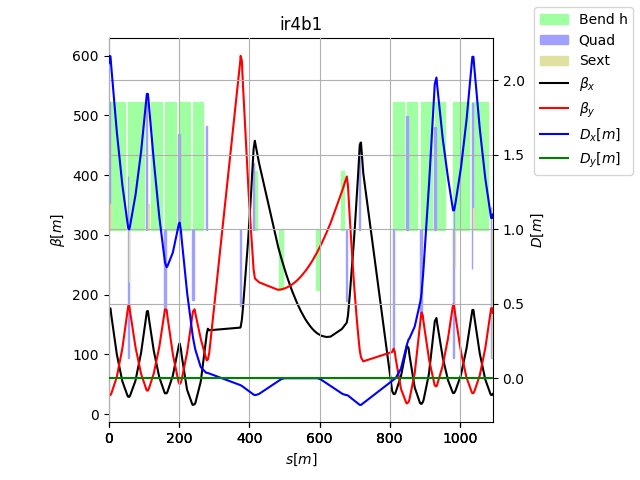 ir4b1
Bend h
Quad
Sext
βx
βy
Dx[m]
Dy[m]
600
500
400
300
200
100
0
β[m]
2.0
1.5
1.0
0.5
0.0
D[m]
0 200 400 600 800 1000
s[m]